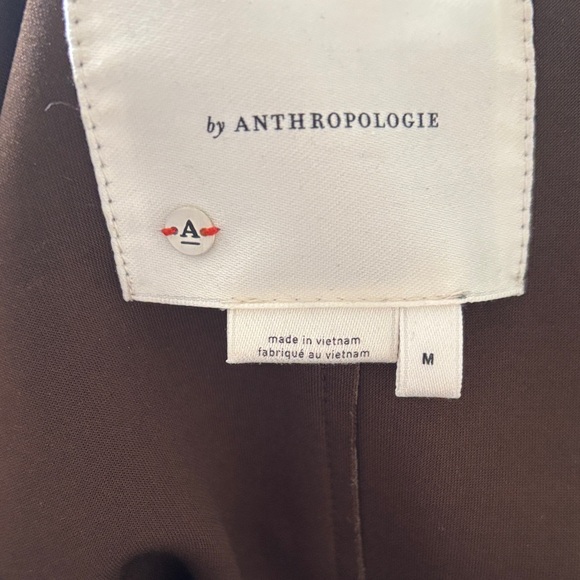 by ANTHROPOLOGIE
A
made in vietnam
fabriqué au vietnam
M